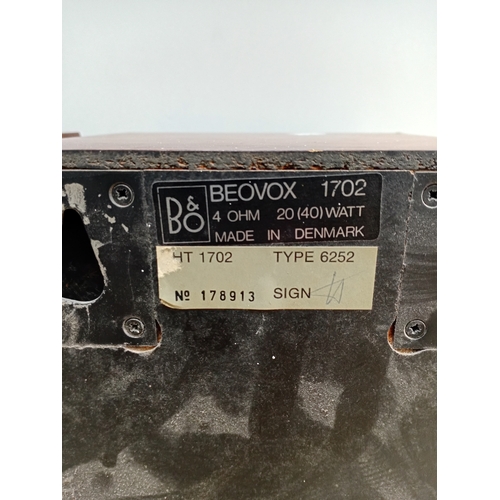 B&O
BEOVOX 1702
4 OHM 20(40)WATT
MADE IN DENMARK
HT 1702 TYPE 6252
Nº 178913 SIGN